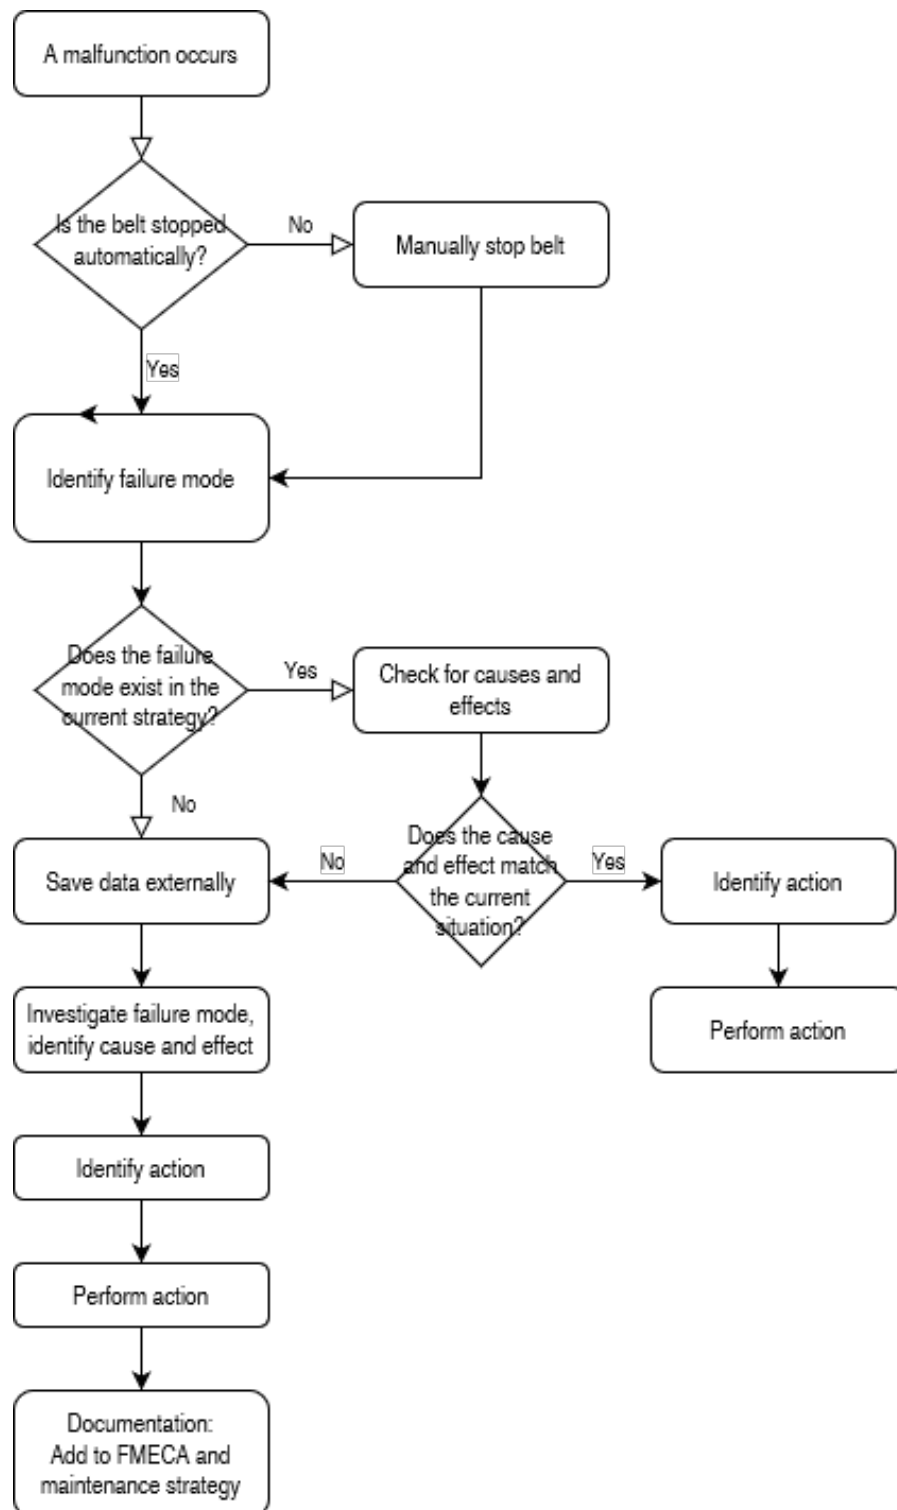 A malfunction occurs
Is the belt stopped
automatically?
No
Manually stop belt
Yes
Identify failure mode
Does the failure
mode exist in the
current strategy?
Yes
Check for causes and
effects
No
Does the cause
and effect match
the current
situation?
No
Yes
Save data externally
Identify action
Investigate failure mode,
identify cause and effect
Perform action
Identify action
Perform action
Documentation:
Add to FMECA and
maintenance strategy